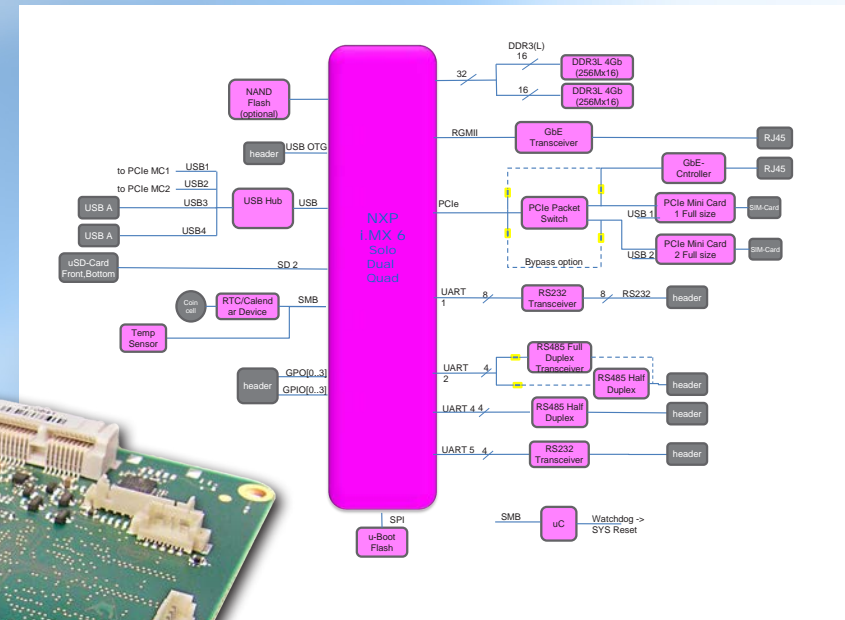 DDR3(L)
16
32
DDR3L 4Gb
(256Mx16)
16
DDR3L 4Gb
(256Mx16)
NAND
Flash
(optional)
RGMII
GbE
Transceiver
RJ45
header
USB OTG
GbE-
Cntroller
RJ45
to PCIe MC1
USB1
to PCIe MC2
USB2
USB A
USB3
USB Hub
USB
USB A
USB4
NXP
i.MX 6
Solo
Dual
Quad
PCIe
PCIe Packet
Switch
Bypass option
PCIe Mini Card
1 Full size
USB 1
SIM-Card
PCIe Mini Card
2 Full size
USB 2
SIM-Card
uSD-Card
Front,Bottom
SD 2
Coin
cell
RTC/Calend
ar Device
SMB
Temp
Sensor
UART
1
8
RS232
Transceiver
8
RS232
header
header
GPO[0..3]
GPIO[0..3]
UART
2
4
RS485 Full
Duplex
Transceiver
RS485 Half
Duplex
header
UART 4
4
RS485 Half
Duplex
header
UART 5
4
RS232
Transceiver
header
SPI
u-Boot
Flash
SMB
uC
Watchdog ->
SYS Reset